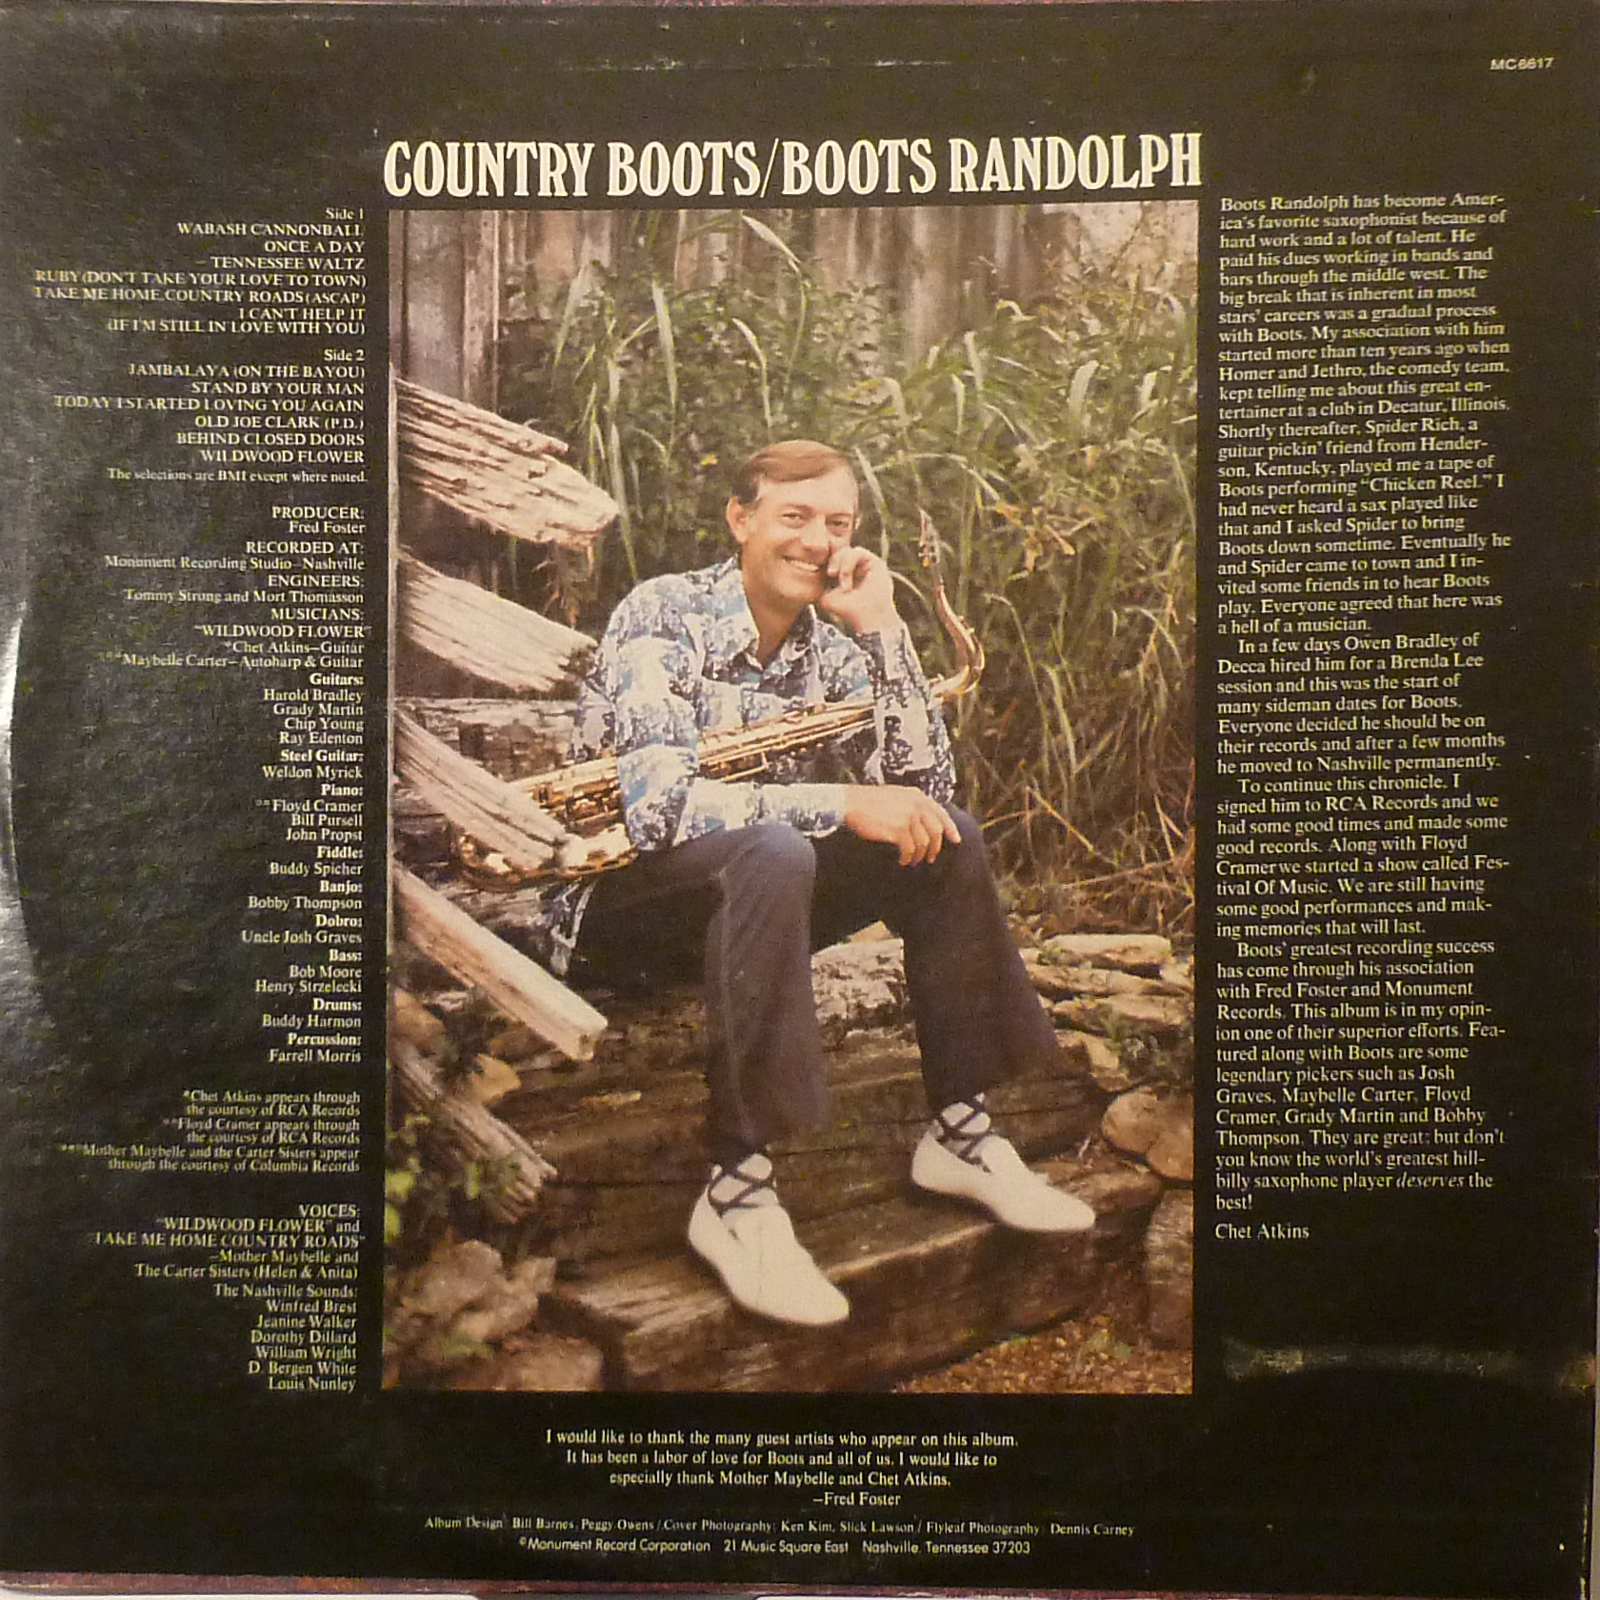 MC6617
COUNTRY BOOTS/BOOTS RANDOLPH
Side 1
WABASH CANNONBALL
ONCE A DAY
TENNESSEE WALTZ
RUBY (DON'T TAKE YOUR LOVE TO TOWN)
TAKE ME HOME, COUNTRY ROADS (ASCAP)
I CAN'T HELP IT
(IF I'M STILL IN LOVE WITH YOU)
Side 2
JAMBALAYA (ON THE BAYOU)
STAND BY YOUR MAN
TODAY I STARTED LOVING YOU AGAIN
OLD JOE CLARK (P.D.)
BEHIND CLOSED DOORS
WILDWOOD FLOWER
The selections are BMI except where noted.
PRODUCER:
Fred Foster
RECORDED AT:
Monument Recording Studio—Nashville
ENGINEERS:
Tommy Strong and Mort Thomasson
MUSICIANS:
"WILDWOOD FLOWER"
*Chet Atkins—Guitar
***Maybelle Carter—Autoharp & Guitar
Guitars:
Harold Bradley
Grady Martin
Chip Young
Ray Edenton
Steel Guitar:
Weldon Myrick
Piano:
**Floyd Cramer
Bill Pursell
John Propst
Fiddle:
Buddy Spicher
Banjo:
Bobby Thompson
Dobro:
Uncle Josh Graves
Bass:
Bob Moore
Henry Strzelecki
Drums:
Buddy Harmon
Percussion:
Farrell Morris
*Chet Atkins appears through
the courtesy of RCA Records
**Floyd Cramer appears through
the courtesy of RCA Records
***Mother Maybelle and the Carter Sisters appear
through the courtesy of Columbia Records
VOICES:
"WILDWOOD FLOWER" and
"TAKE ME HOME COUNTRY ROADS"
—Mother Maybelle and
The Carter Sisters (Helen & Anita)
The Nashville Sounds:
Winfred Brest
Jeanine Walker
Dorothy Dillard
William Wright
D. Bergen White
Louis Nunley
Boots Randolph has become Amer-
ica's favorite saxophonist because of
hard work and a lot of talent. He
paid his dues working in bands and
bars through the middle west. The
big break that is inherent in most
stars' careers was a gradual process
with Boots. My association with him
started more than ten years ago when
Homer and Jethro, the comedy team,
kept telling me about this great en-
tertainer at a club in Decatur, Illinois.
Shortly thereafter, Spider Rich, a
guitar pickin' friend from Hender-
son, Kentucky, played me a tape of
Boots performing "Chicken Reel." I
had never heard a sax played like
that and I asked Spider to bring
Boots down sometime. Eventually he
and Spider came to town and I in-
vited some friends in to hear Boots
play. Everyone agreed that here was
a hell of a musician.
In a few days Owen Bradley of
Decca hired him for a Brenda Lee
session and this was the start of
many sideman dates for Boots.
Everyone decided he should be on
their records and after a few months
he moved to Nashville permanently.
To continue this chronicle, I
signed him to RCA Records and we
had some good times and made some
good records. Along with Floyd
Cramer we started a show called Fes-
tival Of Music. We are still having
some good performances and mak-
ing memories that will last.
Boots' greatest recording success
has come through his association
with Fred Foster and Monument
Records. This album is in my opin-
ion one of their superior efforts. Fea-
tured along with Boots are some
legendary pickers such as Josh
Graves, Maybelle Carter, Floyd
Cramer, Grady Martin and Bobby
Thompson. They are great; but don't
you know the world's greatest hill-
billy saxophone player deserves the
best!
Chet Atkins
I would like to thank the many guest artists who appear on this album.
It has been a labor of love for Boots and all of us. I would like to
especially thank Mother Maybelle and Chet Atkins.
—Fred Foster
Album Design: Bill Barnes, Peggy Owens / Cover Photography: Ken Kim, Slick Lawson / Flyleaf Photography: Dennis Carney
©Monument Record Corporation 21 Music Square East Nashville, Tennessee 37203